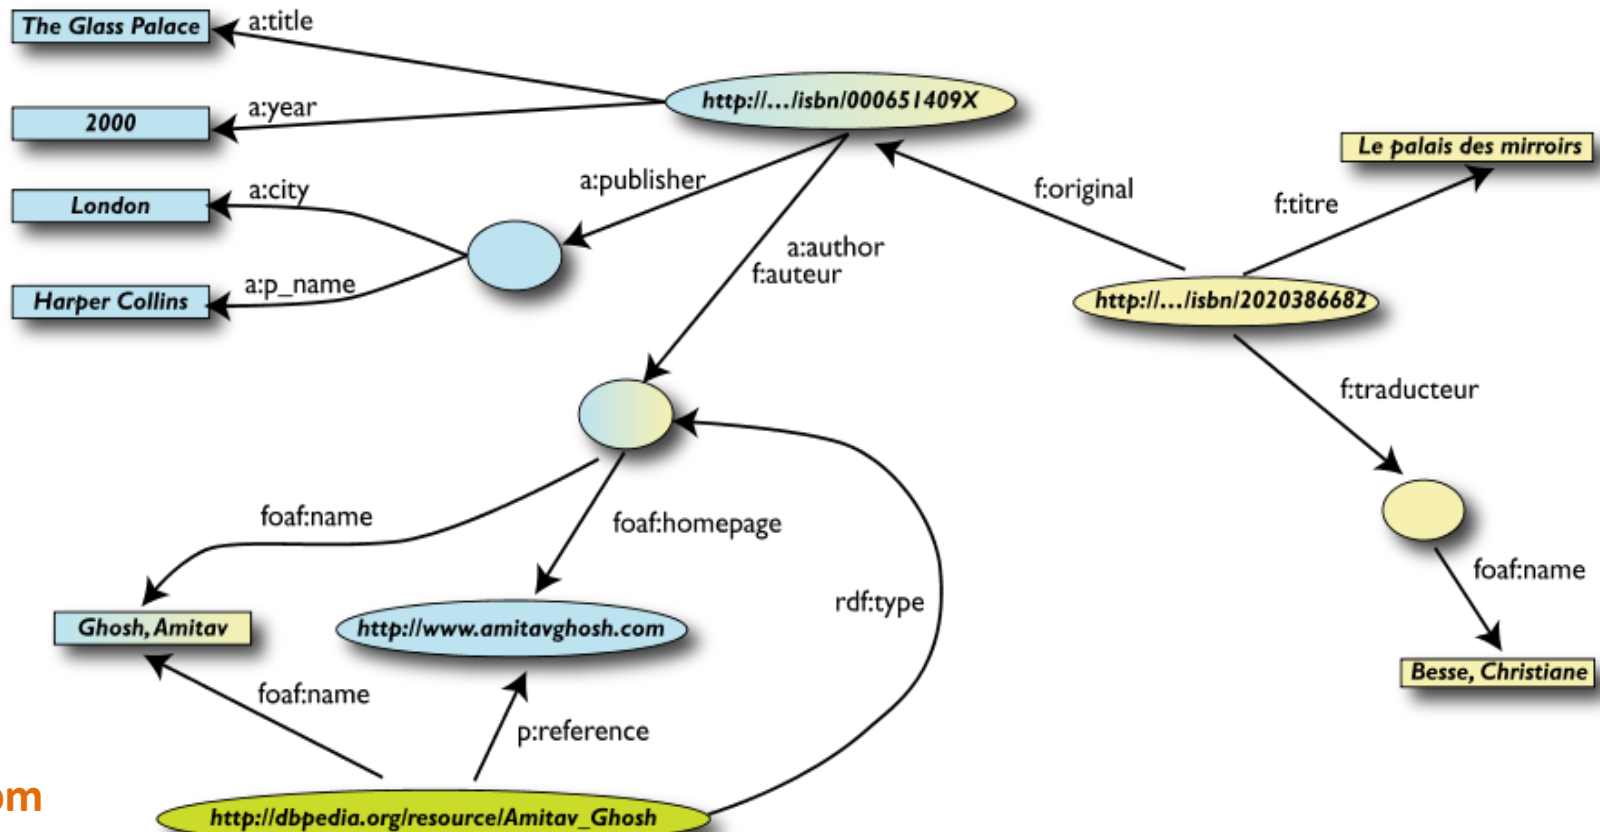 The Glass Palace
a:title
http://.../isbn/000651409X
2000
a:year
Le palais des mirroirs
London
a:city
a:publisher
f:original
f:titre
a:author
f:auteur
Harper Collins
a:p_name
http://.../isbn/2020386682
f:traducteur
foaf:name
foaf:homepage
foaf:name
rdf:type
Ghosh, Amitav
http://www.amitavghosh.com
Besse, Christiane
foaf:name
p:reference
http://dbpedia.org/resource/Amitav_Ghosh